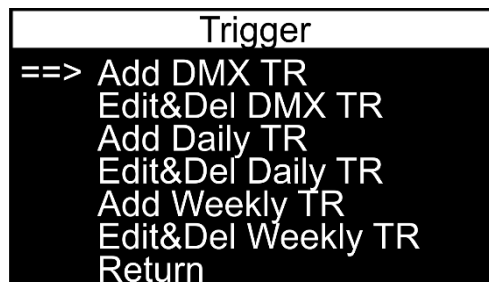 Trigger
==> Add DMX TR
Edit&Del DMX TR
Add Daily TR
Edit&Del Daily TR
Add Weekly TR
Edit&Del Weekly TR
Return